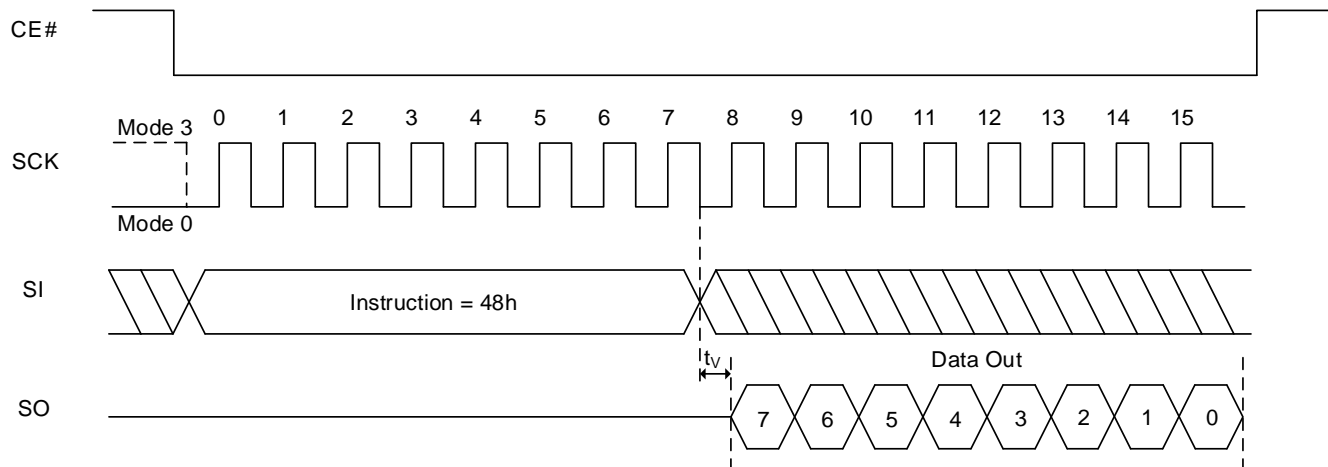 CE#
Mode 3
0 1 2 3 4 5 6 7 8 9 10 11 12 13 14 15
SCK
Mode 0
SI
Instruction = 48h
tV
Data Out
SO
7 6 5 4 3 2 1 0